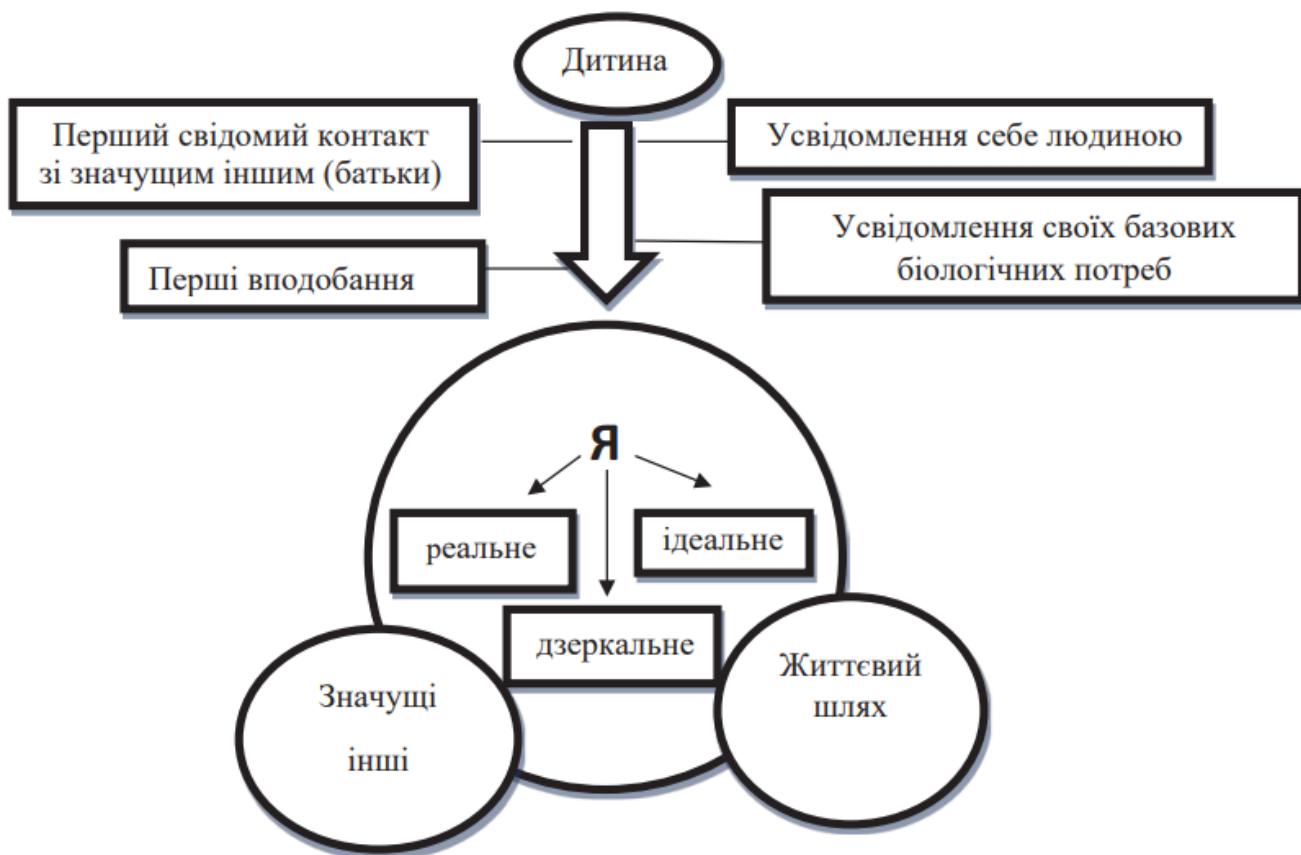 Дитина
Перший свідомий контакт
зі значущим іншим (батьки)
Усвідомлення себе людиною
Перші вподобання
Усвідомлення своїх базових
біологічних потреб
Я
реальне
ідеальне
дзеркальне
Значущі
інші
Життєвий
шлях